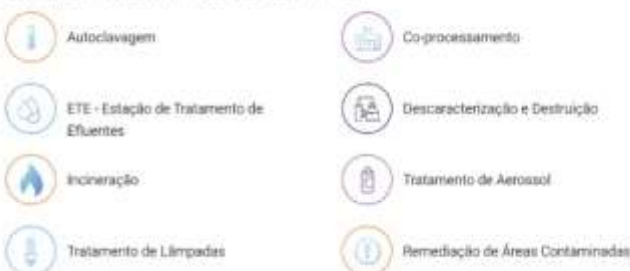 Autoclavagem
Co-processamento
ETE - Estação de Tratamento de
Efluentes
Descaracterização e Destruição
Incineração
Tratamento de Aerossol
Tratamento de Lâmpadas
Remediação de Áreas Contaminadas